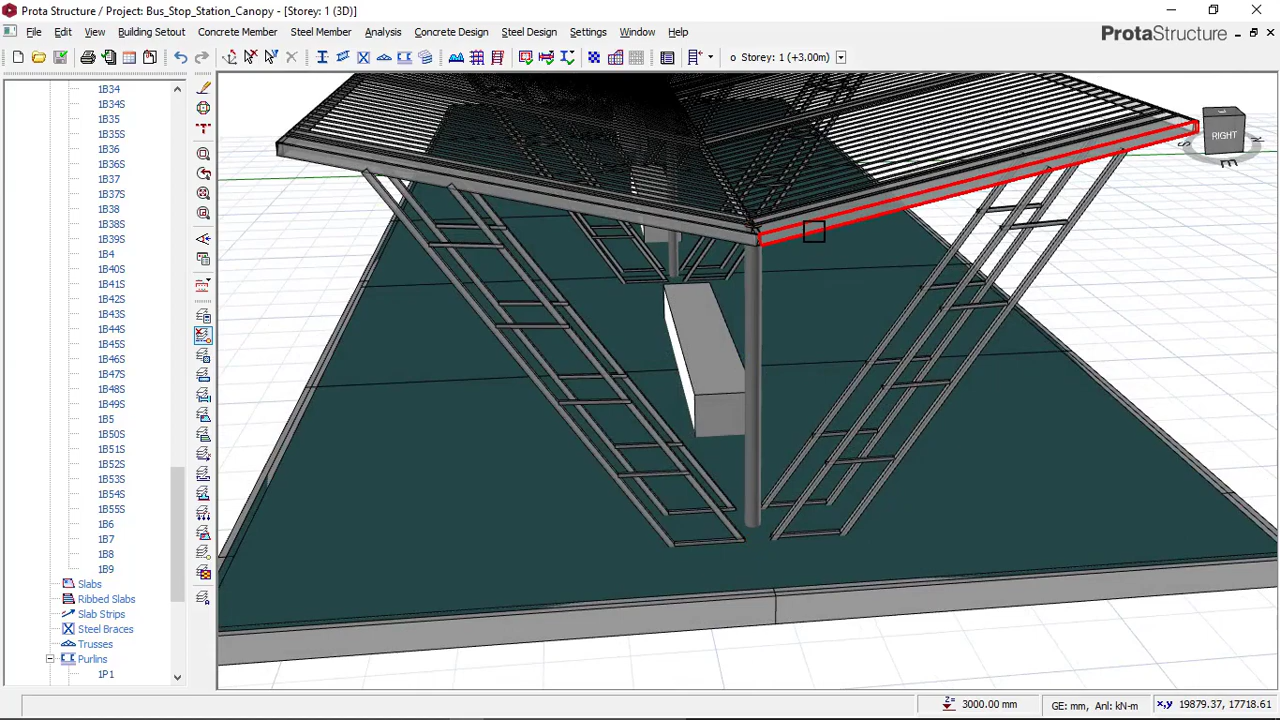 Prota Structure / Project: Bus_Stop_Station_Canopy - [Storey: 1 (3D)]
File Edit View Building Setout Concrete Member Steel Member Analysis Concrete Design Steel Design Settings Window Help
ProtaStructure
o Storey: 1 (+3.00m)
1B34
1B34S
1B35
1B35S
1B36
1B36S
1B37
1B37S
1B38
1B38S
1B39S
1B4
1B40S
1B41S
1B42S
1B43S
1B44S
1B45S
1B46S
1B47S
1B48S
1B49S
1B5
1B50S
1B51S
1B52S
1B53S
1B54S
1B55S
1B6
1B7
1B8
1B9
Slabs
Ribbed Slabs
Slab Strips
Steel Braces
Trusses
Purlins
1P1
RIGHT
S
E
Z= 3000.00 mm GE: mm, Anl: kN-m x,y 19879.37, 17718.61